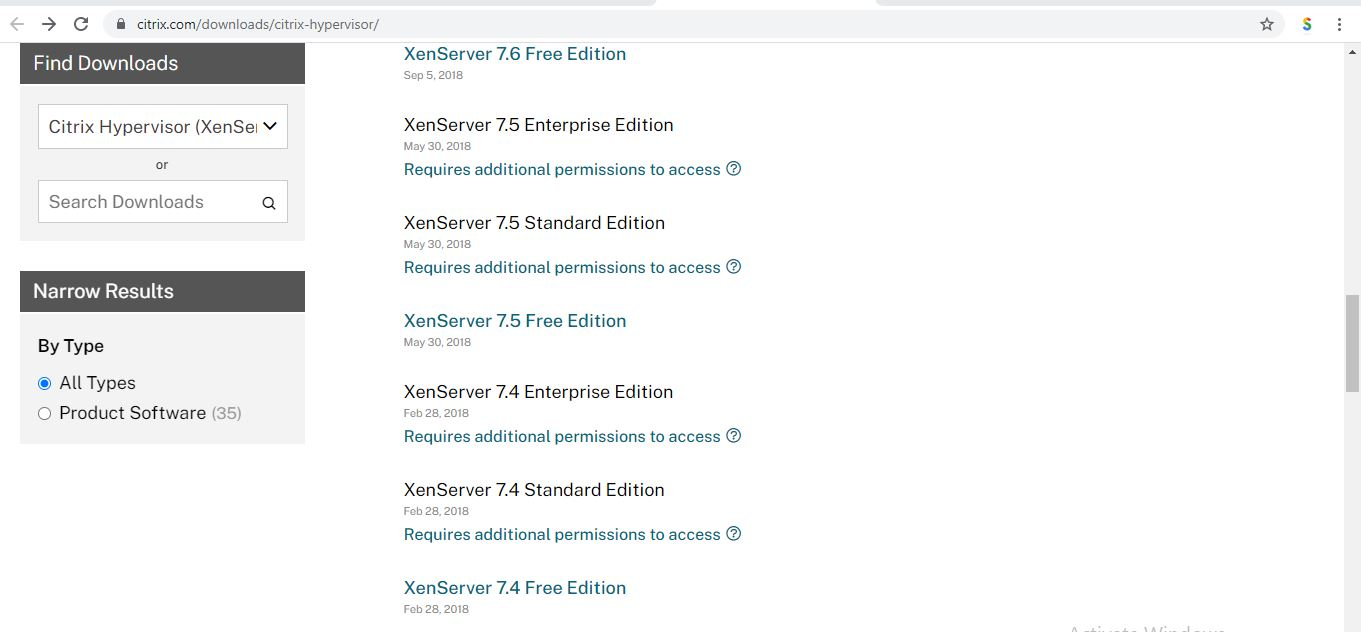 citrix.com/downloads/citrix-hypervisor/
Find Downloads
Citrix Hypervisor (XenSer
or
Search Downloads
Narrow Results
By Type
All Types
Product Software (35)
XenServer 7.6 Free Edition
Sep 5, 2018
XenServer 7.5 Enterprise Edition
May 30, 2018
Requires additional permissions to access ?
XenServer 7.5 Standard Edition
May 30, 2018
Requires additional permissions to access ?
XenServer 7.5 Free Edition
May 30, 2018
XenServer 7.4 Enterprise Edition
Feb 28, 2018
Requires additional permissions to access ?
XenServer 7.4 Standard Edition
Feb 28, 2018
Requires additional permissions to access ?
XenServer 7.4 Free Edition
Feb 28, 2018
Activate Windows